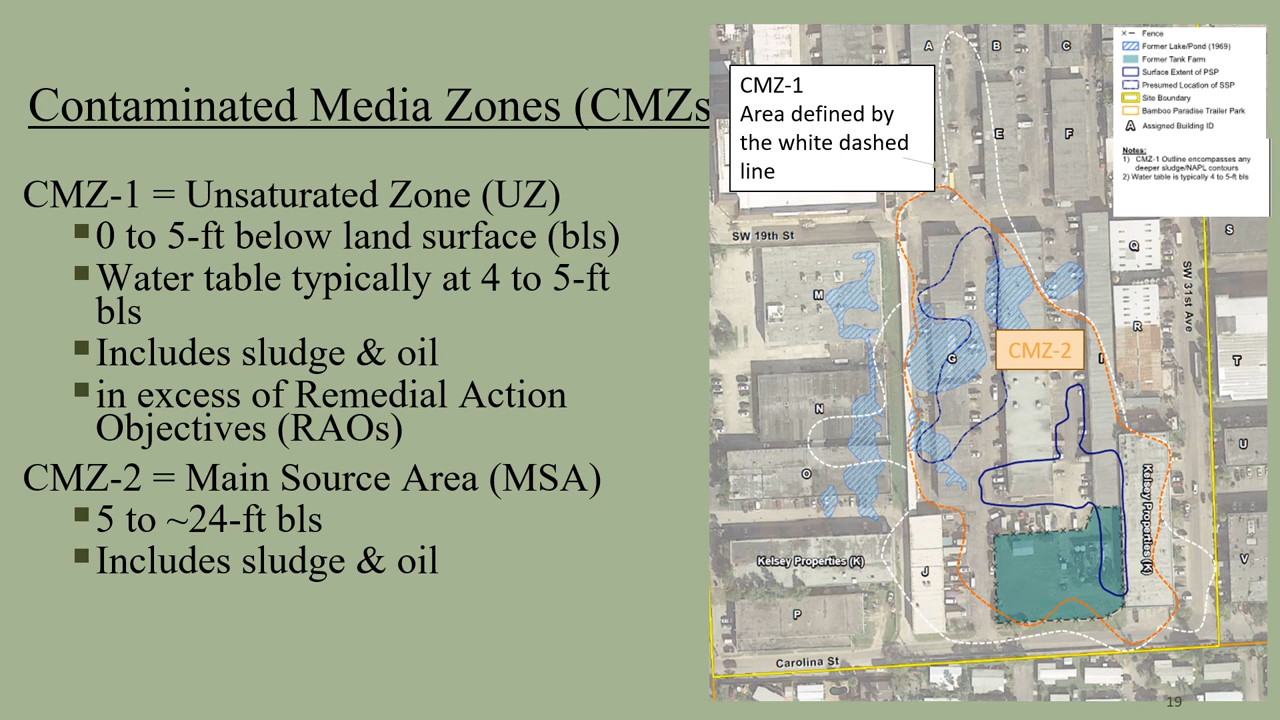 Contaminated Media Zones (CMZs
CMZ-1 = Unsaturated Zone (UZ)
0 to 5-ft below land surface (bls)
Water table typically at 4 to 5-ft
bls
Includes sludge & oil
in excess of Remedial Action
Objectives (RAOs)
CMZ-2 = Main Source Area (MSA)
5 to ~24-ft bls
Includes sludge & oil
CMZ-1
Area defined by
the white dashed
line
A
B
C
E
F
Fence
Former Lake/Pond (1969)
Former Tank Farm
Surface Extent of PSP
Presumed Location of SSP
Site Boundary
Bamboo Paradise Trailer Park
A Assigned Building ID
Notes:
1) CMZ-1 Outline encompasses any
deeper sludge/NAPL contours
2) Water table is typically 4 to 5-ft bls
SW 19th St
Q
S
SW 31st Ave
M
R
G
CMZ-2
I
T
N
O
U
Kelsey Properties (K)
Kelsey Properties (K)
J
V
P
Carolina St
19